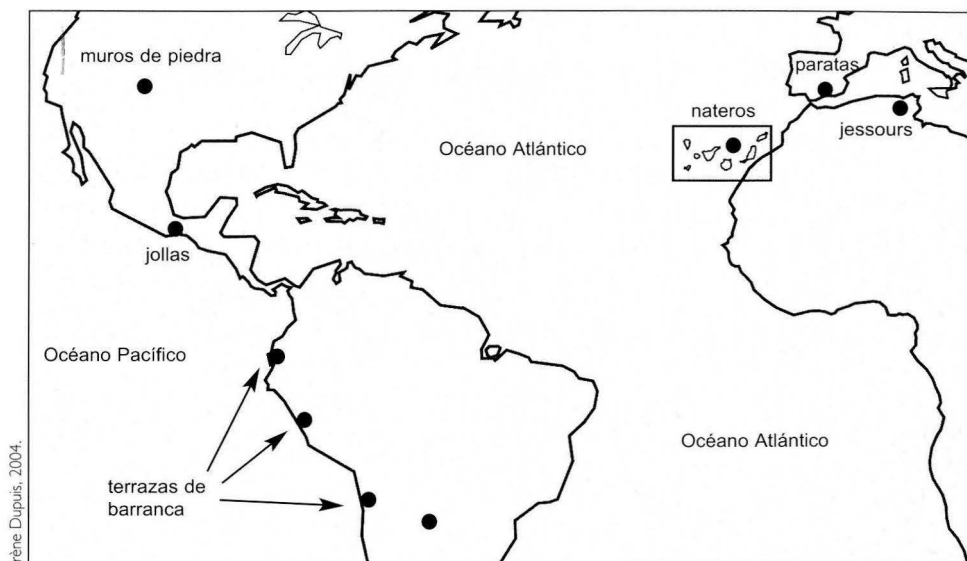 muros de piedra
paratas
nateros
jessours
Océano Atlántico
jollas
Océano Pacífico
Océano Atlántico
terrazas de
barranca
rène Dupuis, 2004.